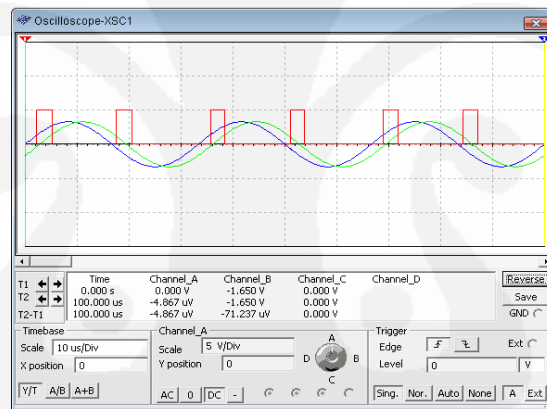 Oscilloscope-XSC1
1
2
Time Channel_A Channel_B Channel_C Channel_D
T1 0.000 s 0.000 V -1.650 V 0.000 V
T2 100.000 us -4.867 uV -1.650 V 0.000 V
T2-T1 100.000 us -4.867 uV -71.237 uV 0.000 V
Reverse
Save
GND
Timebase
Scale 10 us/Div
X position 0
Y/T A/B A+B
Channel_A
Scale 5 V/Div
Y position 0
AC 0 DC -
A
D B
C
Trigger
Edge Ext
Level 0 V
Sing. Nor. Auto None A Ext